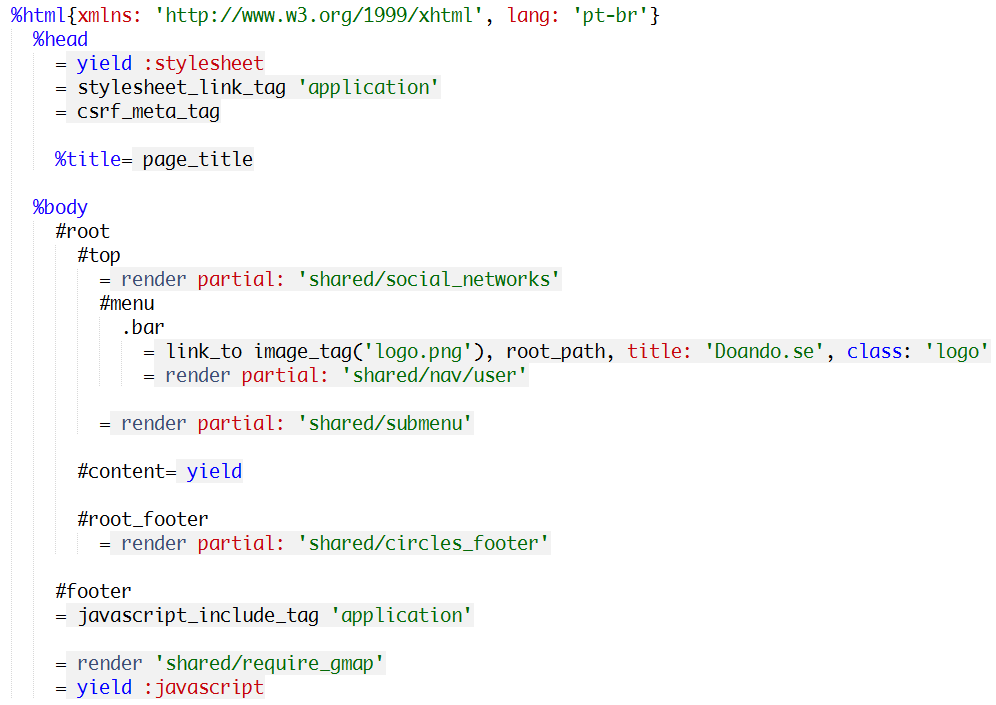 %html{xmlns: 'http://www.w3.org/1999/xhtml', lang: 'pt-br'}
  %head
    = yield :stylesheet
    = stylesheet_link_tag 'application'
    = csrf_meta_tag

    %title= page_title

  %body
    #root
      #top
        = render partial: 'shared/social_networks'
        #menu
          .bar
            = link_to image_tag('logo.png'), root_path, title: 'Doando.se', class: 'logo'
            = render partial: 'shared/nav/user'

        = render partial: 'shared/submenu'

      #content= yield

      #root_footer
        = render partial: 'shared/circles_footer'

    #footer
    = javascript_include_tag 'application'

    = render 'shared/require_gmap'
    = yield :javascript